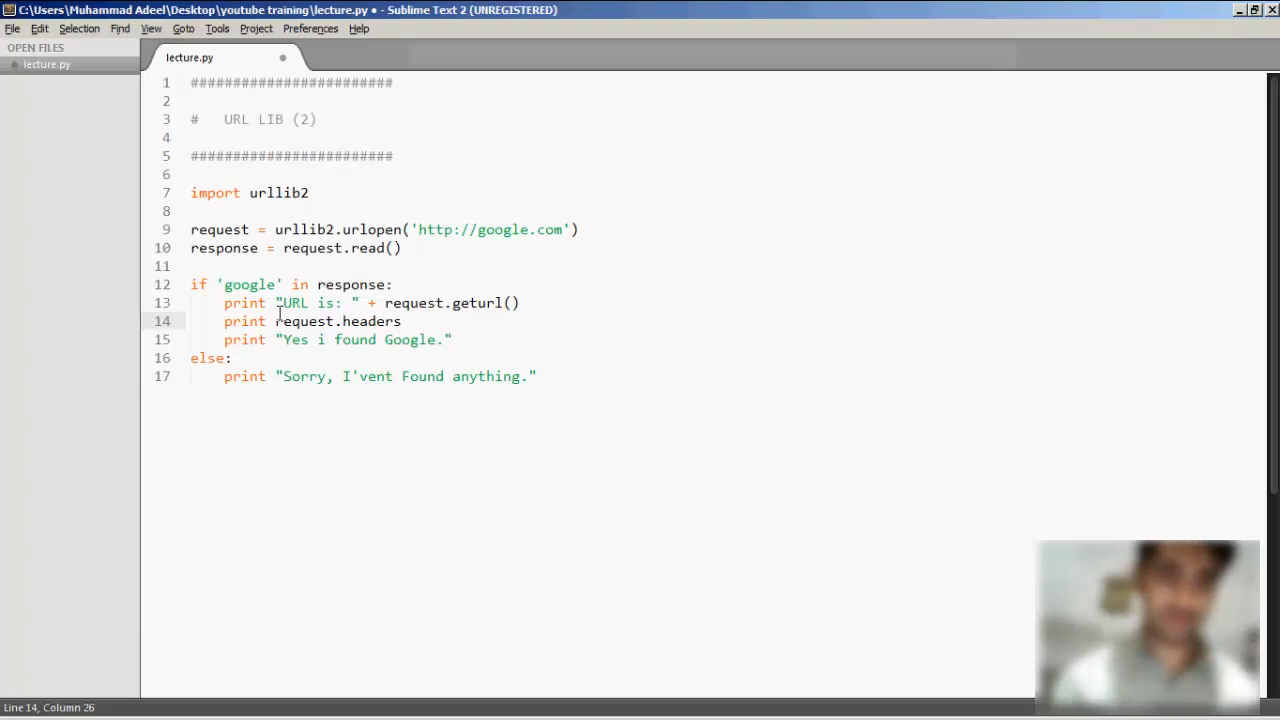 C:\Users\Muhammad Adeel\Desktop\youtube training\lecture.py • - Sublime Text 2 (UNREGISTERED)
File Edit Selection Find View Goto Tools Project Preferences Help
OPEN FILES
lecture.py
lecture.py
1 ########################
2
3 #   URL LIB (2)
4
5 ########################
6
7 import urllib2
8
9 request = urllib2.urlopen('http://google.com')
10 response = request.read()
11
12 if 'google' in response:
13     print "URL is: " + request.geturl()
14     print request.headers
15     print "Yes i found Google."
16 else:
17     print "Sorry, I'vent Found anything."
Line 14, Column 26